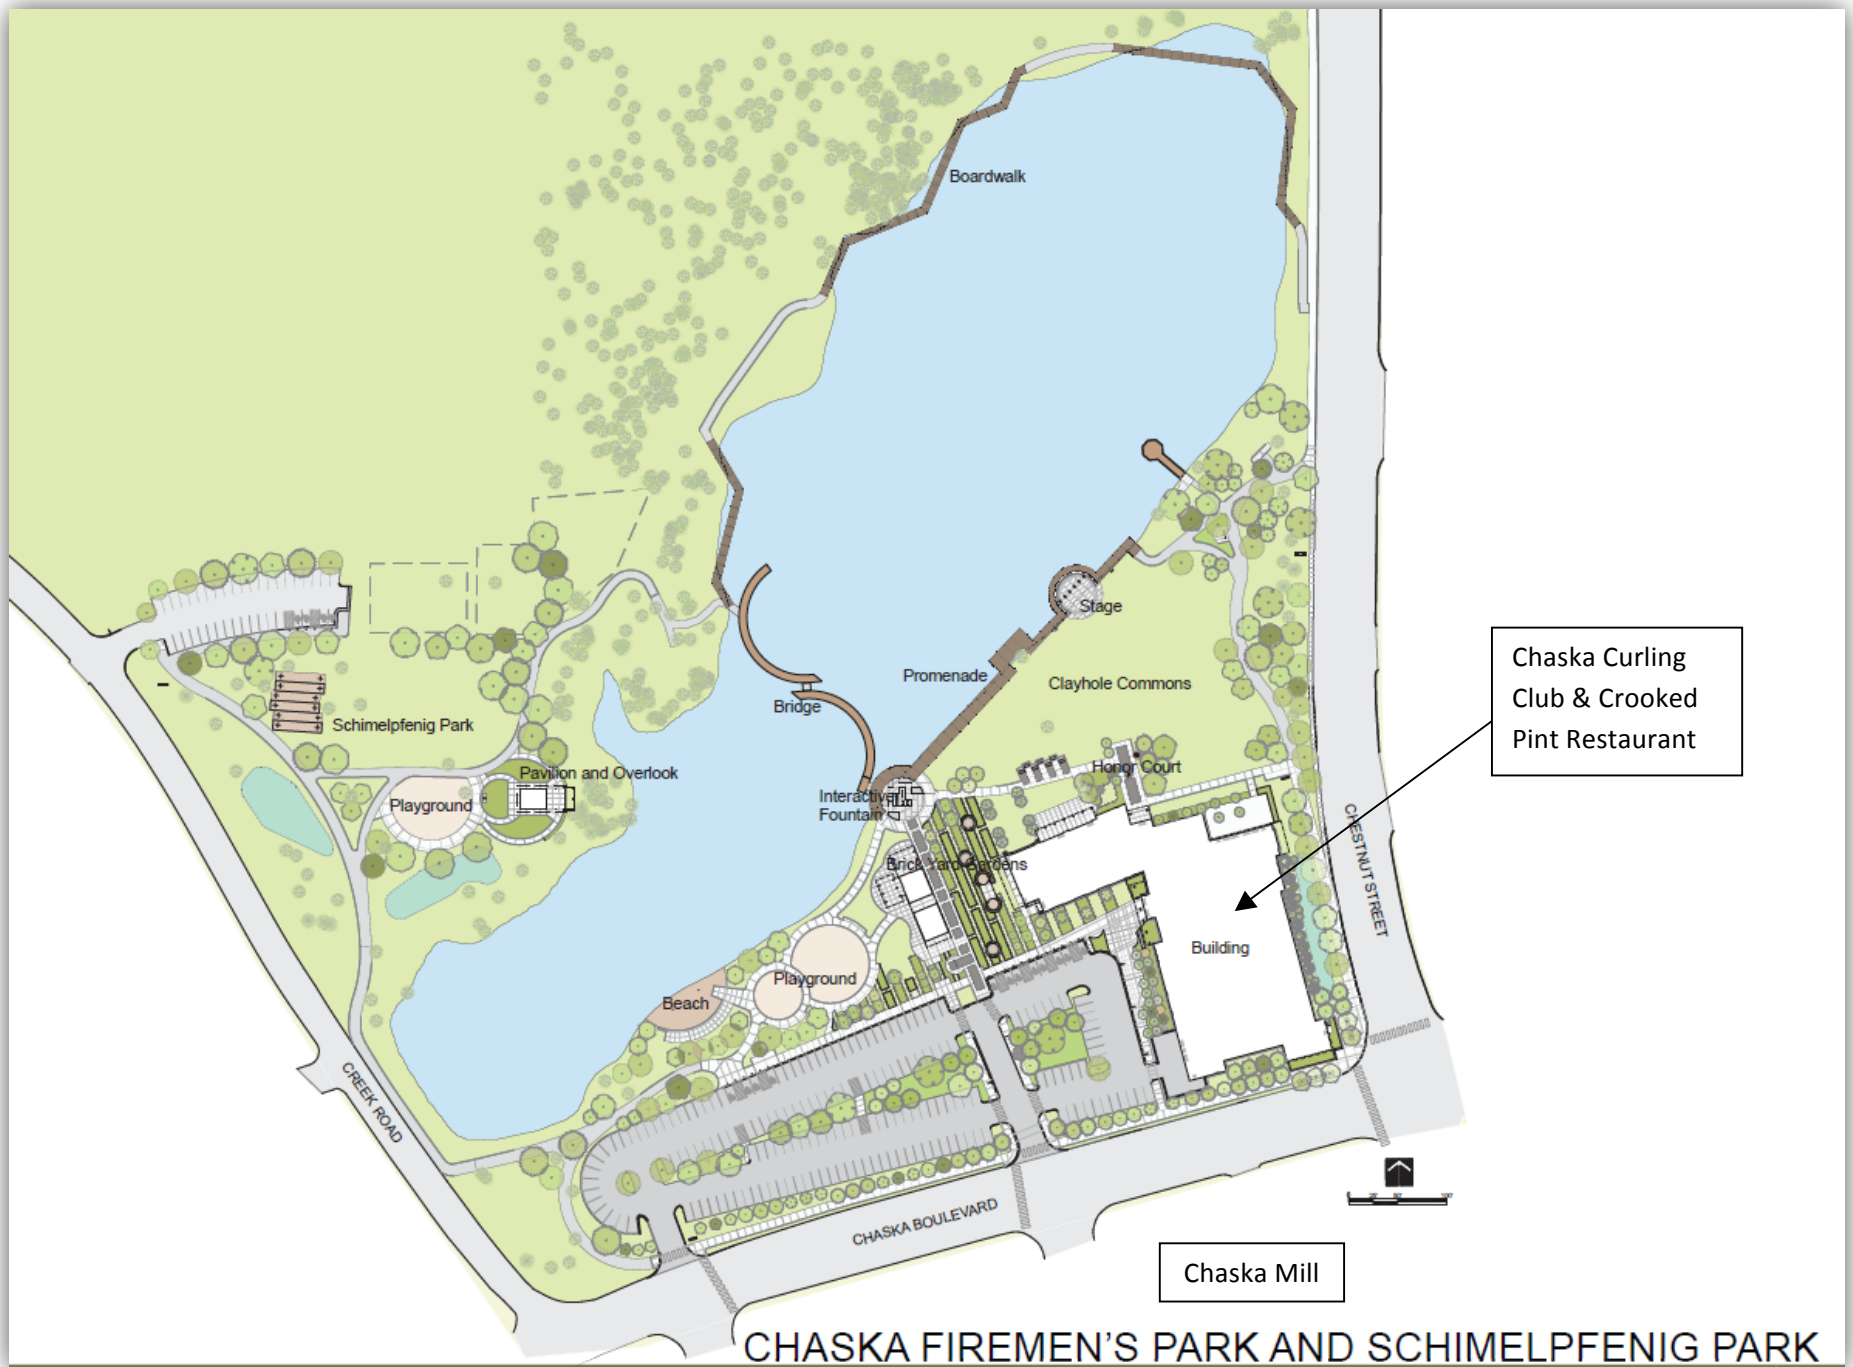 Boardwalk
Stage
Promenade
Clayhole Commons
Bridge
Chaska Curling
Club & Crooked
Pint Restaurant
Schimelpfenig Park
Pavilion and Overlook
Playground
Honor Court
Interactive
Fountain
Brick Yard Gardens
CHESTNUT STREET
Building
Playground
Beach
CREEK ROAD
CHASKA BOULEVARD
Chaska Mill
CHASKA FIREMEN'S PARK AND SCHIMELPFENIG PARK